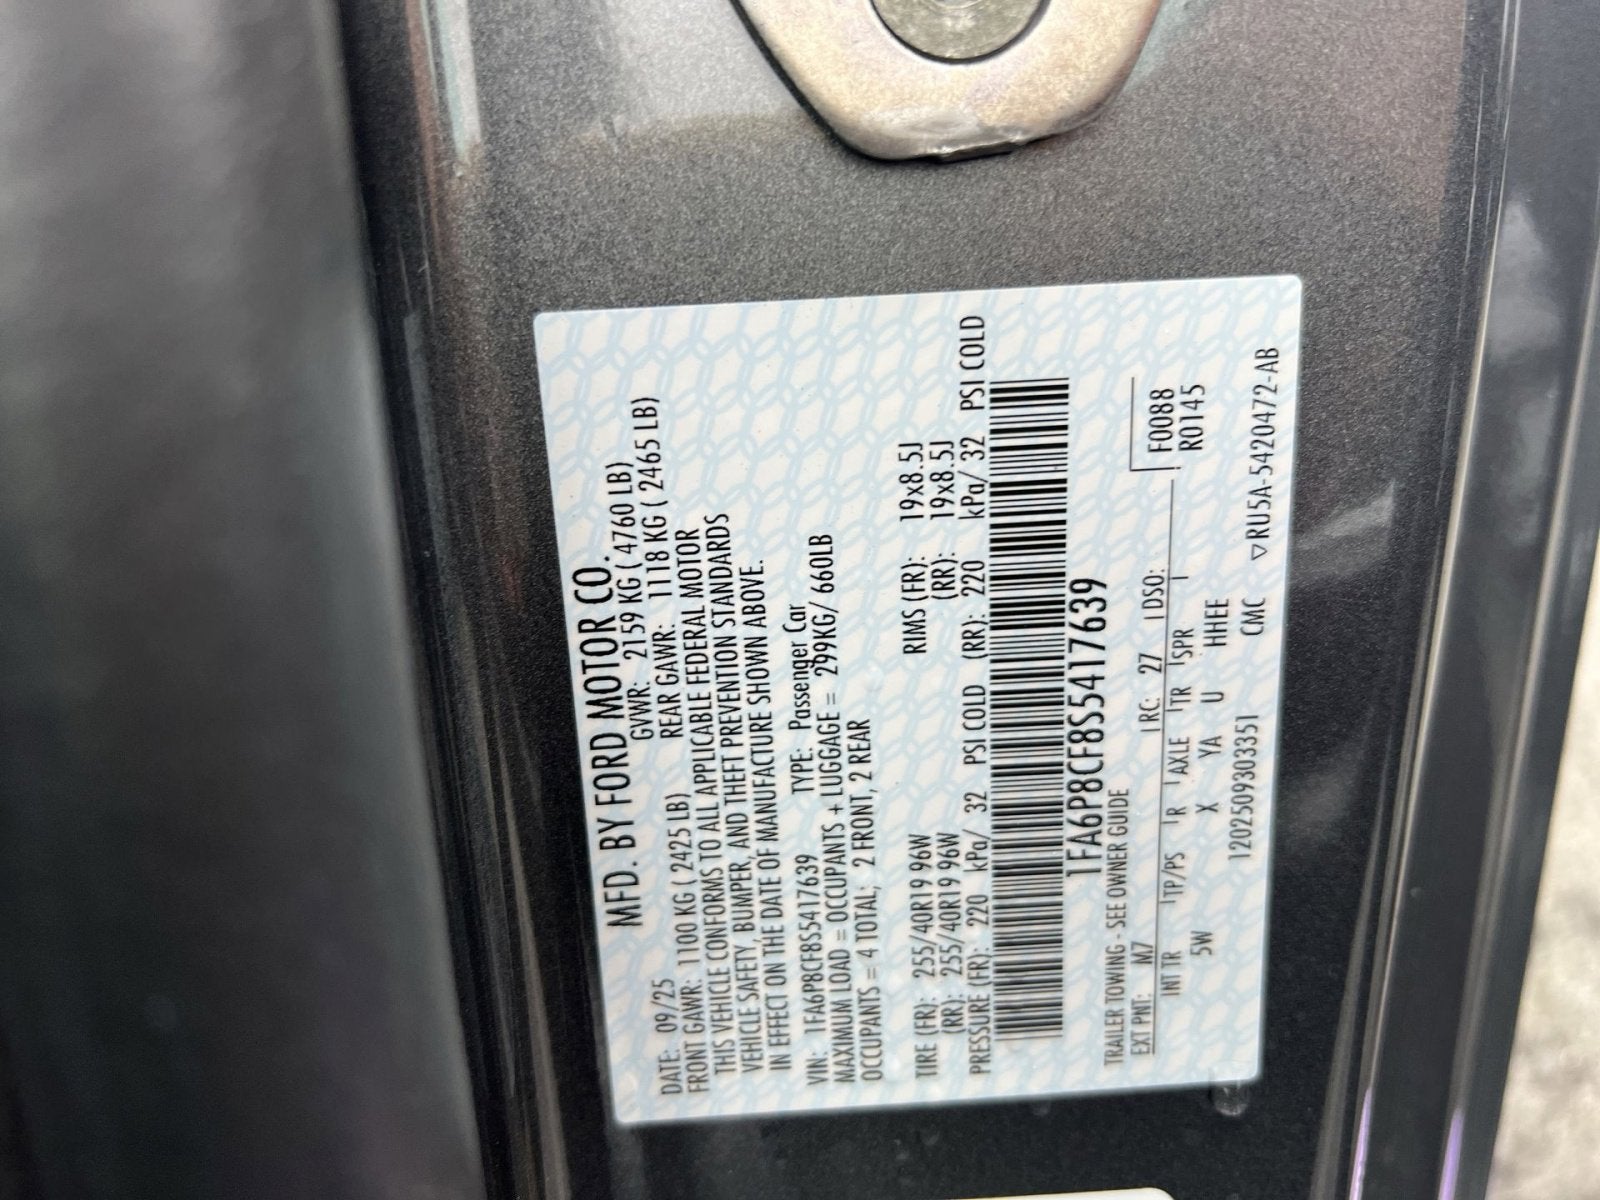 MFD. BY FORD MOTOR CO.
DATE: 09/25 GVWR: 2159 KG ( 4760 LB)
FRONT GAWR: 1100 KG ( 2425 LB) REAR GAWR: 1118 KG ( 2465 LB)
THIS VEHICLE CONFORMS TO ALL APPLICABLE FEDERAL MOTOR
VEHICLE SAFETY, BUMPER, AND THEFT PREVENTION STANDARDS
IN EFFECT ON THE DATE OF MANUFACTURE SHOWN ABOVE.
VIN: 1FA6P8CF8S5417639 TYPE: Passenger Car
MAXIMUM LOAD = OCCUPANTS + LUGGAGE = 299KG/ 660LB
OCCUPANTS = 4 TOTAL; 2 FRONT, 2 REAR
TIRE (FR): 255/40R19 96W RIMS (FR): 19x8.5J
(RR): 255/40R19 96W (RR): 19x8.5J
PRESSURE (FR): 220 kPa/ 32 PSI COLD (RR): 220 kPa/ 32 PSI COLD
1FA6P8CF8S5417639
TRAILER TOWING - SEE OWNER GUIDE
EXT PNT: M7 RC: 27 DSO: F0088
R0145
INT TR TP/PS R AXLE TR SPR
5W X YA U HHEE
1202509303351 CMC ▽RU5A-5420472-AB